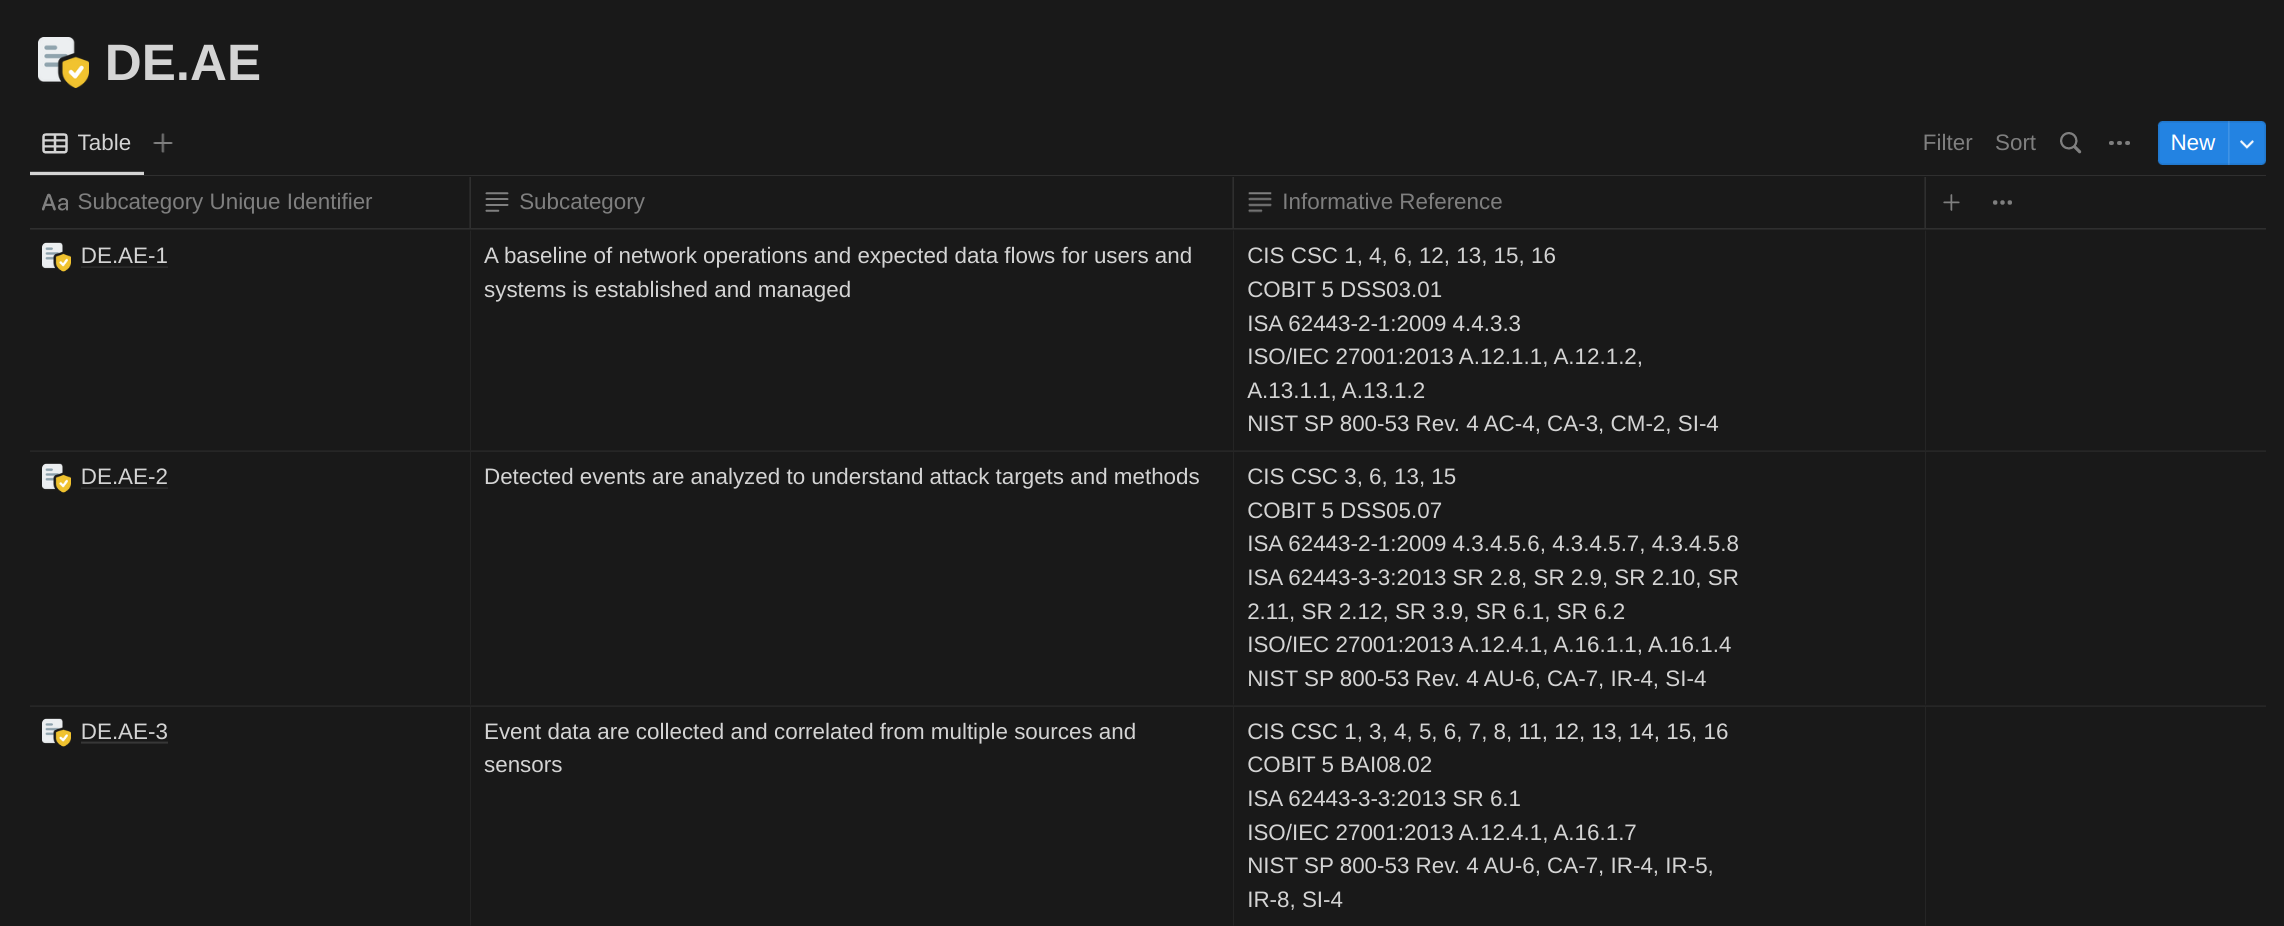 DE.AE
Table
Filter Sort New
Aa Subcategory Unique Identifier
Subcategory
Informative Reference
DE.AE-1
A baseline of network operations and expected data flows for users and
systems is established and managed
CIS CSC 1, 4, 6, 12, 13, 15, 16
COBIT 5 DSS03.01
ISA 62443-2-1:2009 4.4.3.3
ISO/IEC 27001:2013 A.12.1.1, A.12.1.2,
A.13.1.1, A.13.1.2
NIST SP 800-53 Rev. 4 AC-4, CA-3, CM-2, SI-4
DE.AE-2
Detected events are analyzed to understand attack targets and methods
CIS CSC 3, 6, 13, 15
COBIT 5 DSS05.07
ISA 62443-2-1:2009 4.3.4.5.6, 4.3.4.5.7, 4.3.4.5.8
ISA 62443-3-3:2013 SR 2.8, SR 2.9, SR 2.10, SR
2.11, SR 2.12, SR 3.9, SR 6.1, SR 6.2
ISO/IEC 27001:2013 A.12.4.1, A.16.1.1, A.16.1.4
NIST SP 800-53 Rev. 4 AU-6, CA-7, IR-4, SI-4
DE.AE-3
Event data are collected and correlated from multiple sources and
sensors
CIS CSC 1, 3, 4, 5, 6, 7, 8, 11, 12, 13, 14, 15, 16
COBIT 5 BAI08.02
ISA 62443-3-3:2013 SR 6.1
ISO/IEC 27001:2013 A.12.4.1, A.16.1.7
NIST SP 800-53 Rev. 4 AU-6, CA-7, IR-4, IR-5,
IR-8, SI-4